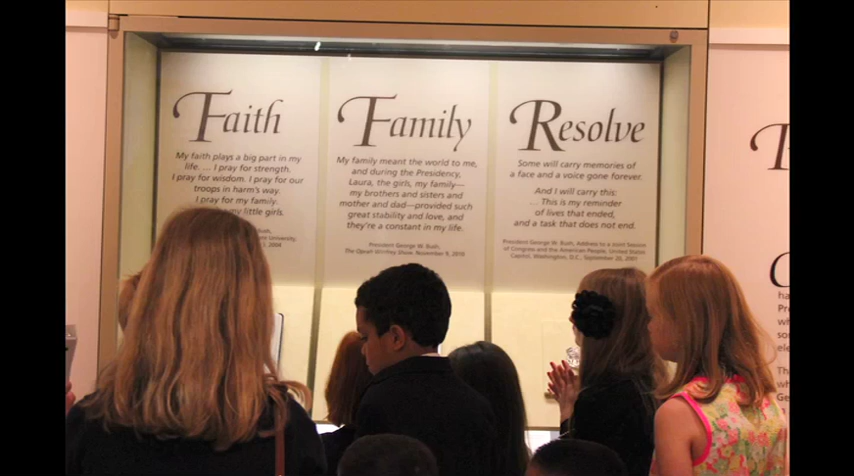 Faith
My faith plays a big part in my
life. ... I pray for strength.
I pray for wisdom. I pray for our
troops in harm's way.
I pray for my family.
my little girls.
Family
My family meant the world to me,
and during the Presidency,
Laura, the girls, my family—
my brothers and sisters and
mother and dad—provided such
great stability and love, and
they're a constant in my life.
President George W. Bush,
The Oprah Winfrey Show, November 9, 2010
Resolve
Some will carry memories of
a face and a voice gone forever.
And I will carry this:
... This is my reminder
of lives that ended,
and a task that does not end.
President George W. Bush, Address to a Joint Session
of Congress and the American People, United States
Capitol, Washington, D.C., September 20, 2001